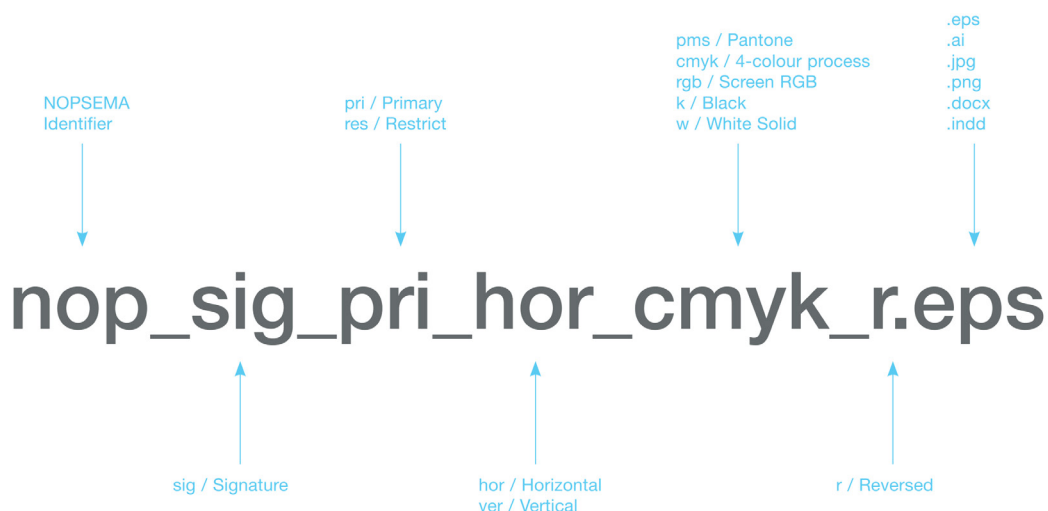 NOPSEMA
Identifier
pri / Primary
res / Restrict
pms / Pantone
cmyk / 4-colour process
rgb / Screen RGB
k / Black
w / White Solid
.eps
.ai
.jpg
.png
.docx
.indd
nop_sig_pri_hor_cmyk_r.eps
sig / Signature
hor / Horizontal
ver / Vertical
r / Reversed